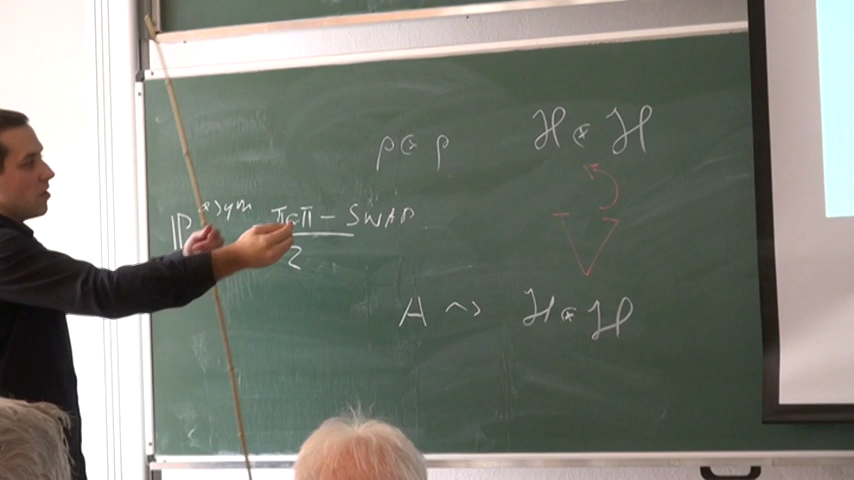 ρ⊗ρ ℋ⊗ℋ
ℙ^asym 𝕀⊗𝕀 - SWAP
2
A ⇝ ℋ⊗ℋ